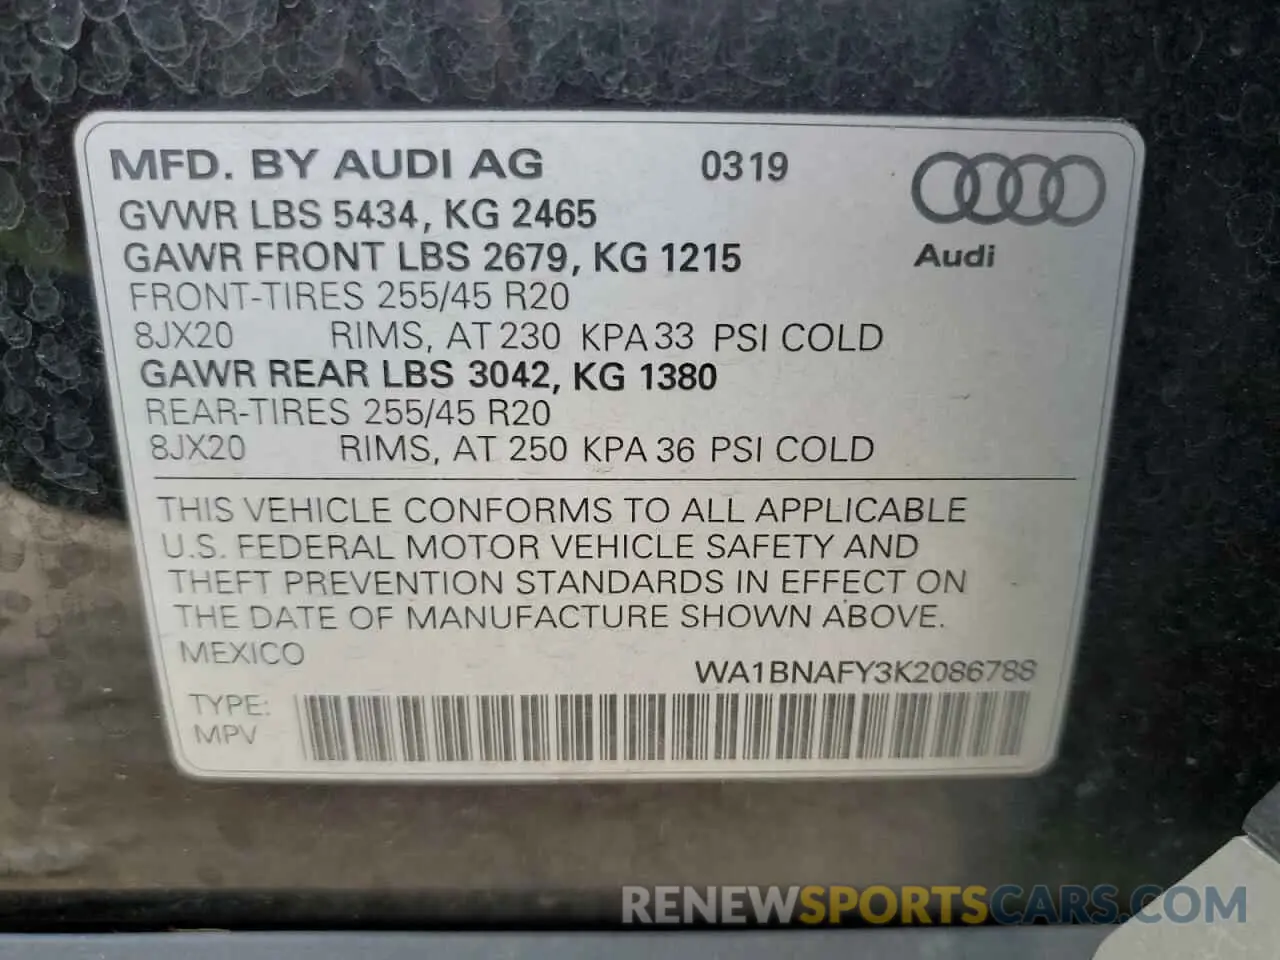 MFD. BY AUDI AG 0319
GVWR LBS 5434, KG 2465
GAWR FRONT LBS 2679, KG 1215
Audi
FRONT-TIRES 255/45 R20
8JX20 RIMS, AT 230 KPA 33 PSI COLD
GAWR REAR LBS 3042, KG 1380
REAR-TIRES 255/45 R20
8JX20 RIMS, AT 250 KPA 36 PSI COLD
THIS VEHICLE CONFORMS TO ALL APPLICABLE
U.S. FEDERAL MOTOR VEHICLE SAFETY AND
THEFT PREVENTION STANDARDS IN EFFECT ON
THE DATE OF MANUFACTURE SHOWN ABOVE.
MEXICO
WA1BNAFY3K2086788
TYPE:
MPV
RENEWSPORTSCARS.COM